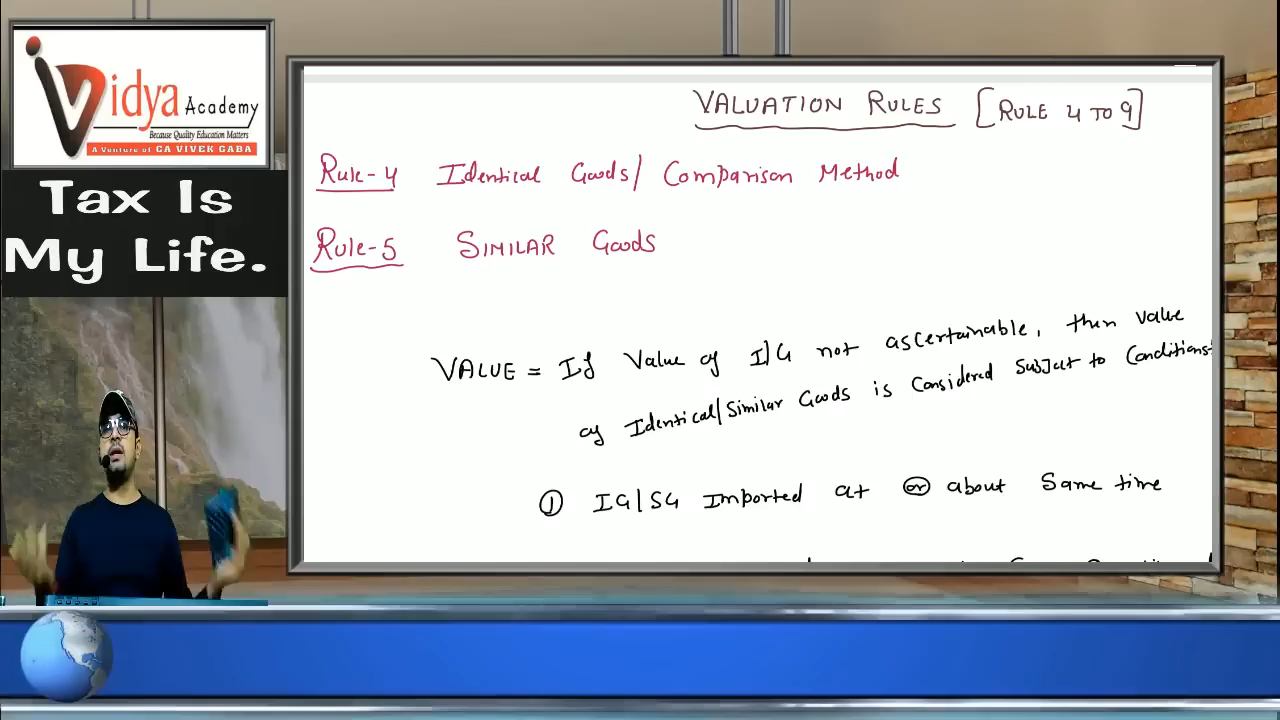 Vidya Academy
Because Quality Education Matters
A Venture of CA VIVEK GABA
Tax Is
My Life.
VALUATION RULES [RULE 4 TO 9]
Rule-4 Identical Goods/ Comparison Method
Rule-5 SIMILAR Goods
VALUE = If Value of I/G not ascertainable, then value
of Identical/Similar Goods is Considered Subject to Conditions:
① IG/SG Imported at or about Same time